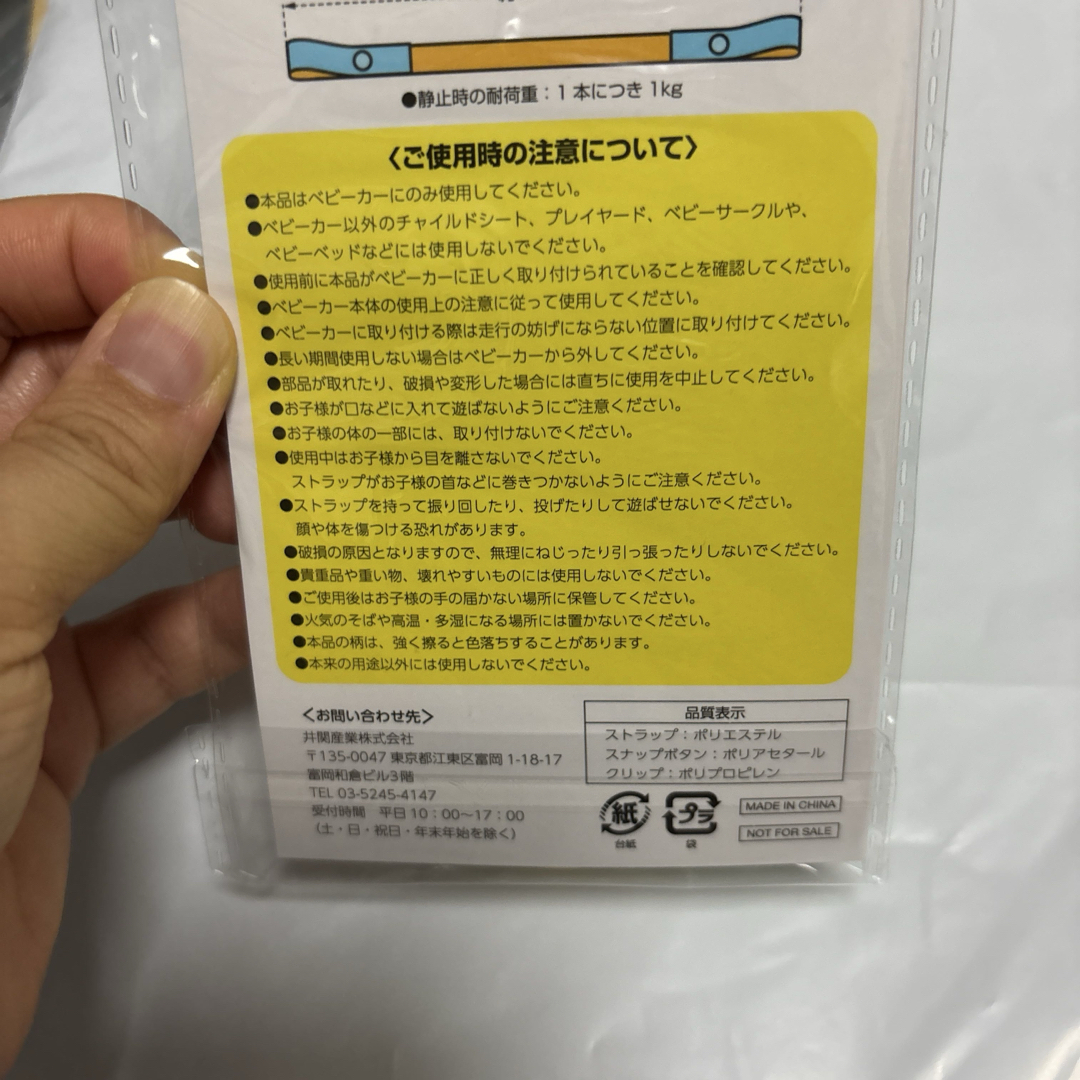 ●静止時の耐荷重：1本につき 1kg
〈ご使用時の注意について〉
●本品はベビーカーにのみ使用してください。
●ベビーカー以外のチャイルドシート、プレイヤード、ベビーサークルや、
ベビーベッドなどには使用しないでください。
●使用前に本品がベビーカーに正しく取り付けられていることを確認してください。
●ベビーカー本体の使用上の注意に従って使用してください。
●ベビーカーに取り付ける際は走行の妨げにならない位置に取り付けてください。
●長い期間使用しない場合はベビーカーから外してください。
●部品が取れたり、破損や変形した場合には直ちに使用を中止してください。
●お子様が口などに入れて遊ばないようにご注意ください。
●お子様の体の一部には、取り付けないでください。
●使用中はお子様から目を離さないでください。
ストラップがお子様の首などに巻きつかないようにご注意ください。
●ストラップを持って振り回したり、投げたりして遊ばせないでください。
顔や体を傷つける恐れがあります。
●破損の原因となりますので、無理にねじったり引っ張ったりしないでください。
●貴重品や重い物、壊れやすいものには使用しないでください。
●ご使用後はお子様の手の届かない場所に保管してください。
●火気のそばや高温・多湿になる場所には置かないでください。
●本品の柄は、強く擦ると色落ちすることがあります。
●本来の用途以外には使用しないでください。
〈お問い合わせ先〉
井関産業株式会社
〒135-0047 東京都江東区富岡 1-18-17
富岡和倉ビル3階
TEL 03-5245-4147
受付時間　平日 10：00〜17：00
（土・日・祝日・年末年始を除く）
品質表示
ストラップ：ポリエステル
スナップボタン：ポリアセタール
クリップ：ポリプロピレン
紙
台紙
プラ
袋
MADE IN CHINA
NOT FOR SALE